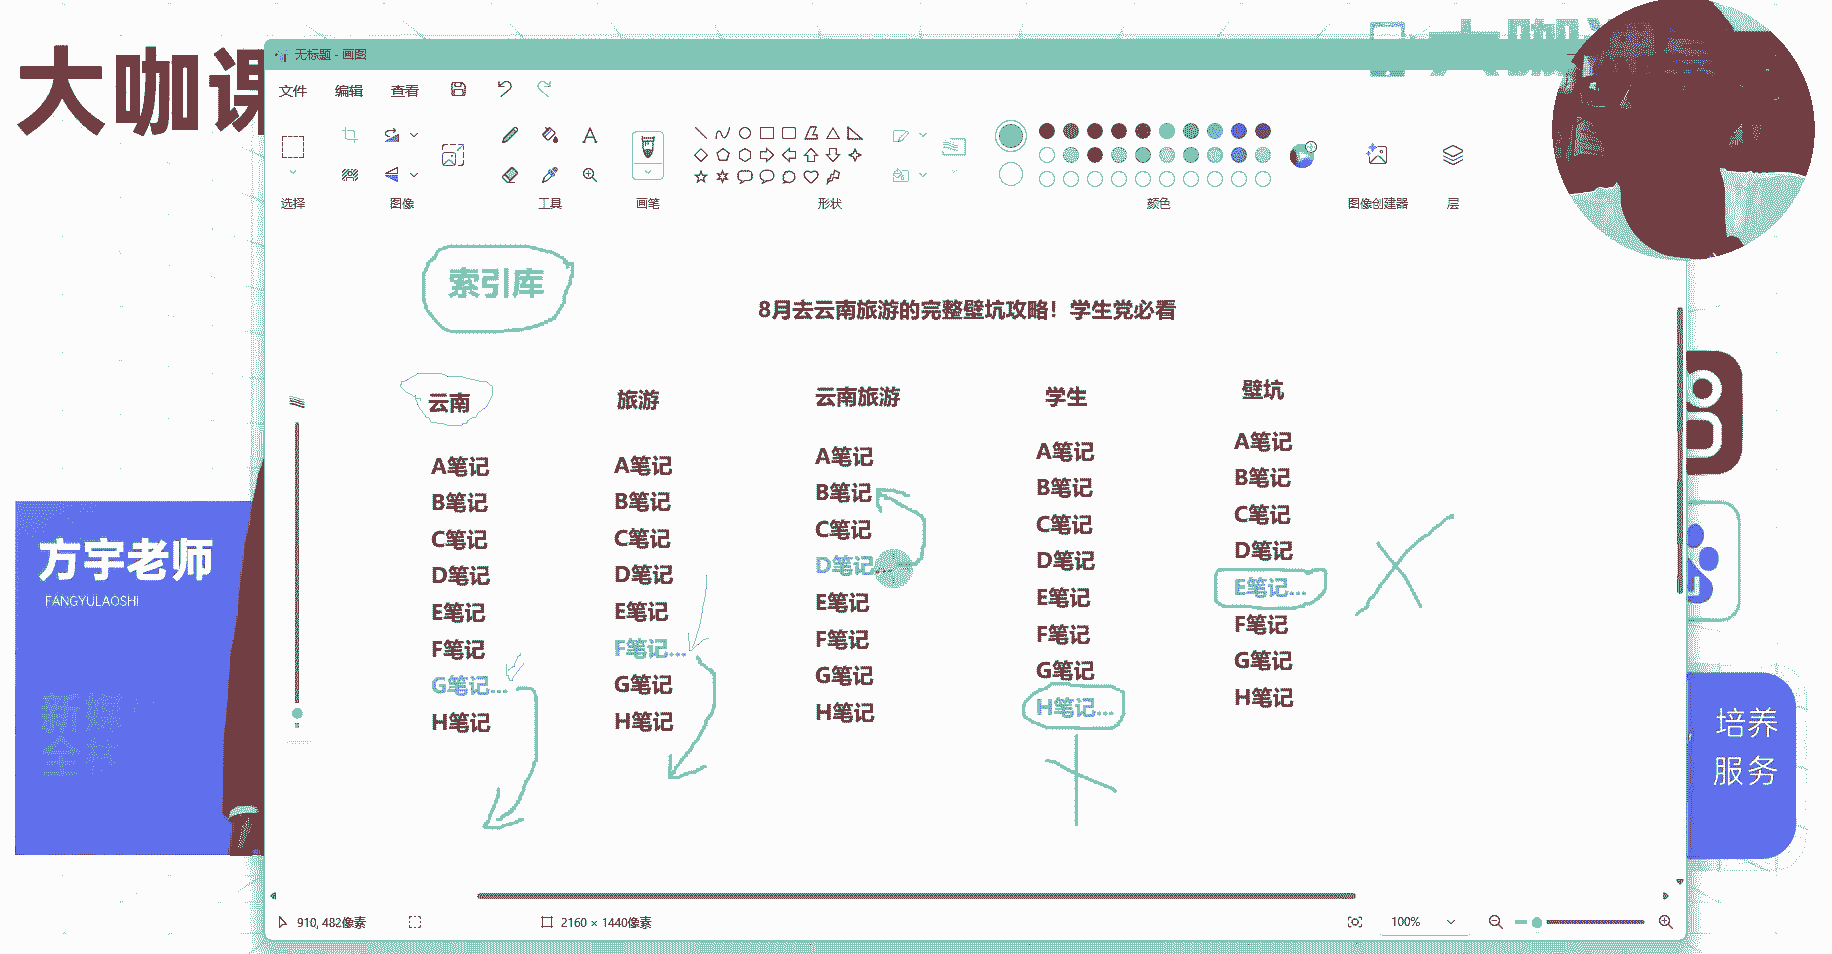 大咖课
无标题 - 画图
文件 编辑 查看
选择 图像 工具 画笔 形状 颜色 图像创建器 层
索引库
8月去云南旅游的完整壁坑攻略！学生党必看
云南
A笔记
B笔记
C笔记
D笔记
E笔记
F笔记
G笔记...
H笔记
旅游
A笔记
B笔记
C笔记
D笔记
E笔记
F笔记...
G笔记
H笔记
云南旅游
A笔记
B笔记
C笔记
D笔记...
E笔记
F笔记
G笔记
H笔记
学生
A笔记
B笔记
C笔记
D笔记
E笔记
F笔记
G笔记
H笔记...
壁坑
A笔记
B笔记
C笔记
D笔记
E笔记...
F笔记
G笔记
H笔记
方宇老师
FANGYULAOSHI
新媒
全
培养
服务
910, 482像素
2160 × 1440像素
100%